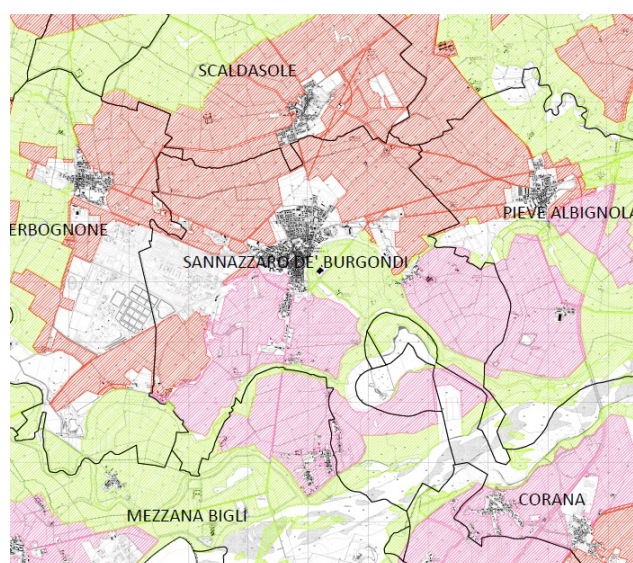 SCALDASOLE
PIEVE ALBIGNOLA
ERBOGNONE
SANNAZZARO DE' BURGONDI
MEZZANA BIGLI
CORANA